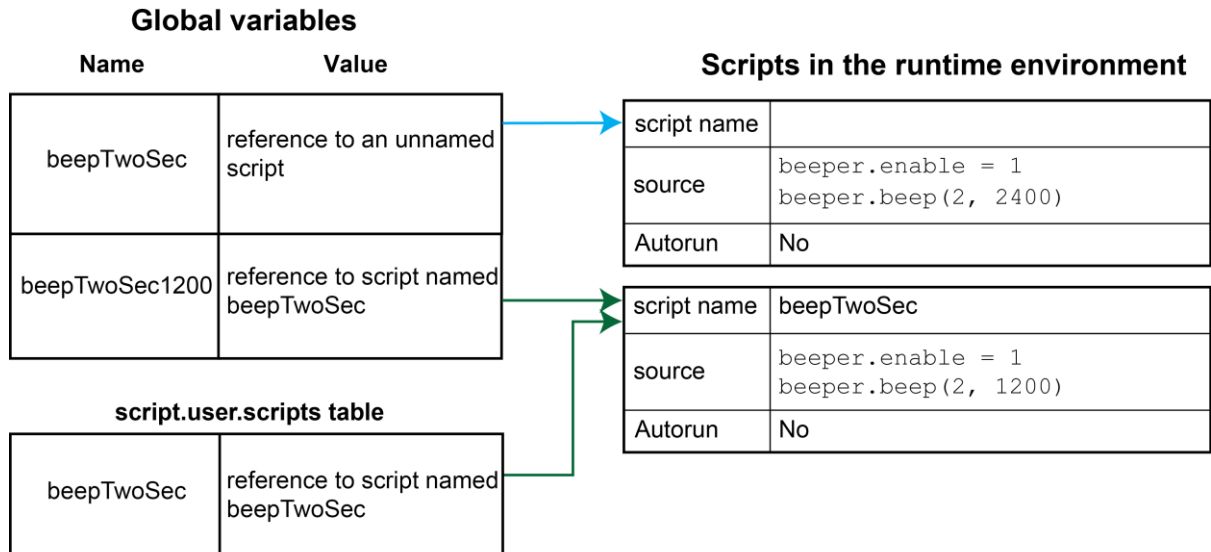 Global variables
Name Value
beepTwoSec
reference to an unnamed
script
beepTwoSec1200
reference to script named
beepTwoSec
script.user.scripts table
beepTwoSec
reference to script named
beepTwoSec
Scripts in the runtime environment
script name
source
beeper.enable = 1
beeper.beep(2, 2400)
Autorun No
script name beepTwoSec
source
beeper.enable = 1
beeper.beep(2, 1200)
Autorun No